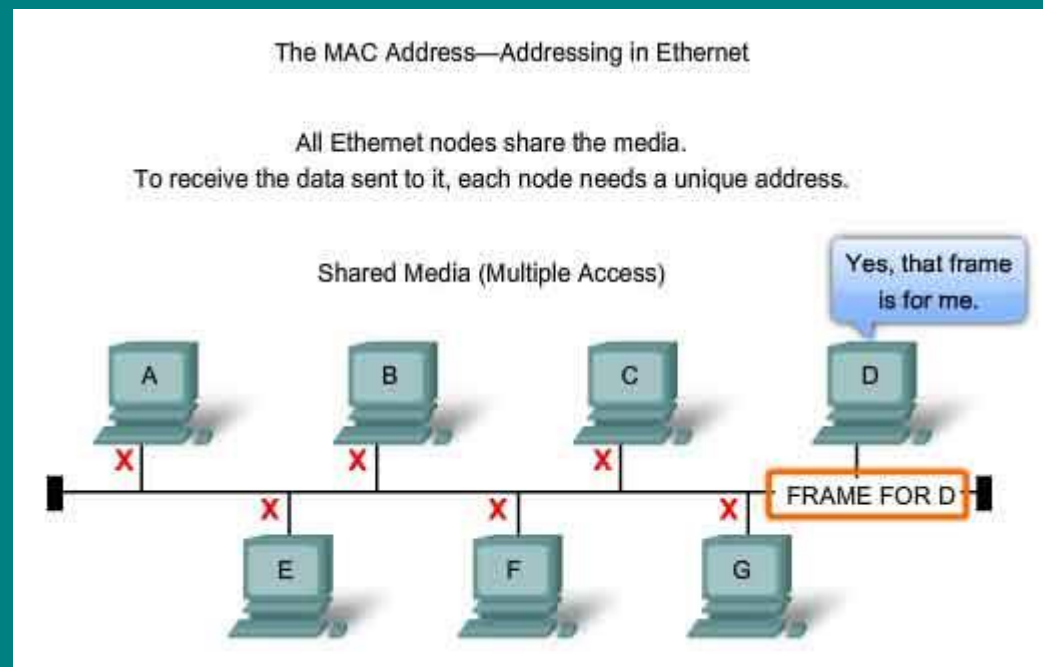 The MAC Address—Addressing in Ethernet
All Ethernet nodes share the media.
To receive the data sent to it, each node needs a unique address.
Shared Media (Multiple Access)
Yes, that frame
is for me.
A
B
C
D
X
X
X
FRAME FOR D
X
X
X
E
F
G